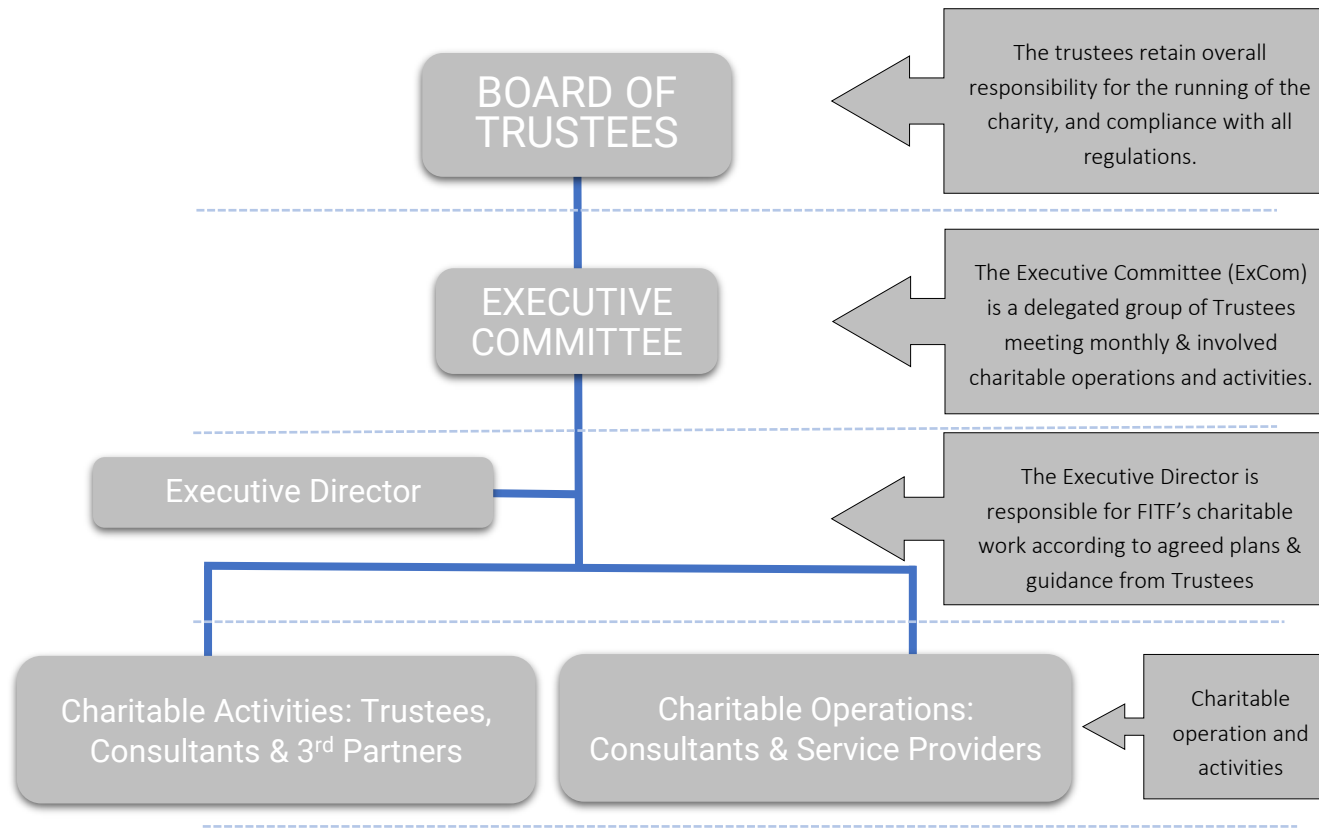 BOARD OF
TRUSTEES
The trustees retain overall
responsibility for the running of the
charity, and compliance with all
regulations.
EXECUTIVE
COMMITTEE
The Executive Committee (ExCom)
is a delegated group of Trustees
meeting monthly & involved
charitable operations and activities.
Executive Director
The Executive Director is
responsible for FITF’s charitable
work according to agreed plans &
guidance from Trustees
Charitable Activities: Trustees,
Consultants & 3rd Partners
Charitable Operations:
Consultants & Service Providers
Charitable
operation and
activities